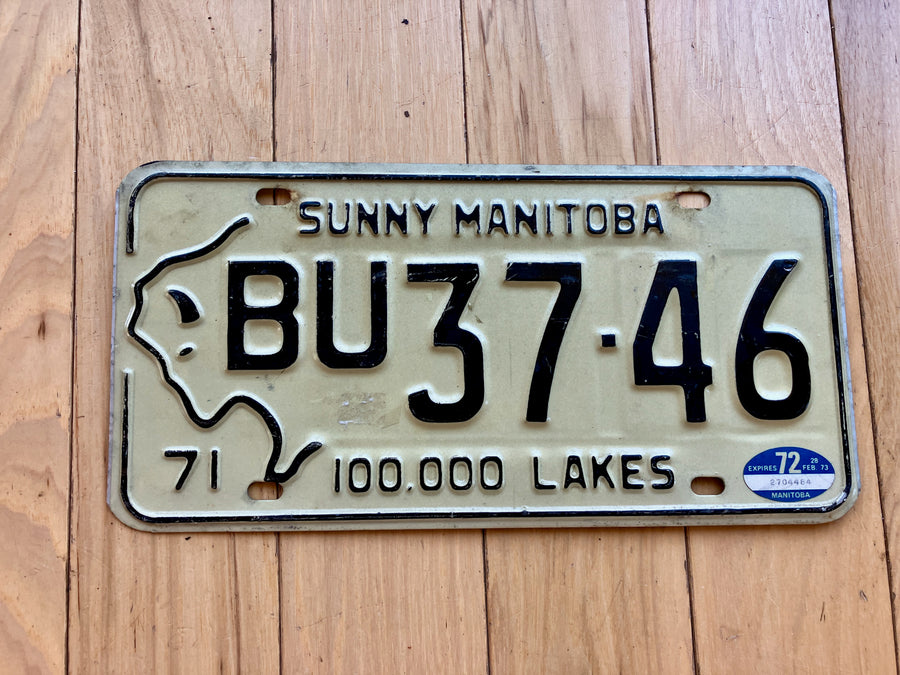 SUNNY MANITOBA
BU37·46
71
100.000 LAKES
EXPIRES 72 28 FEB. 73
2704464
MANITOBA